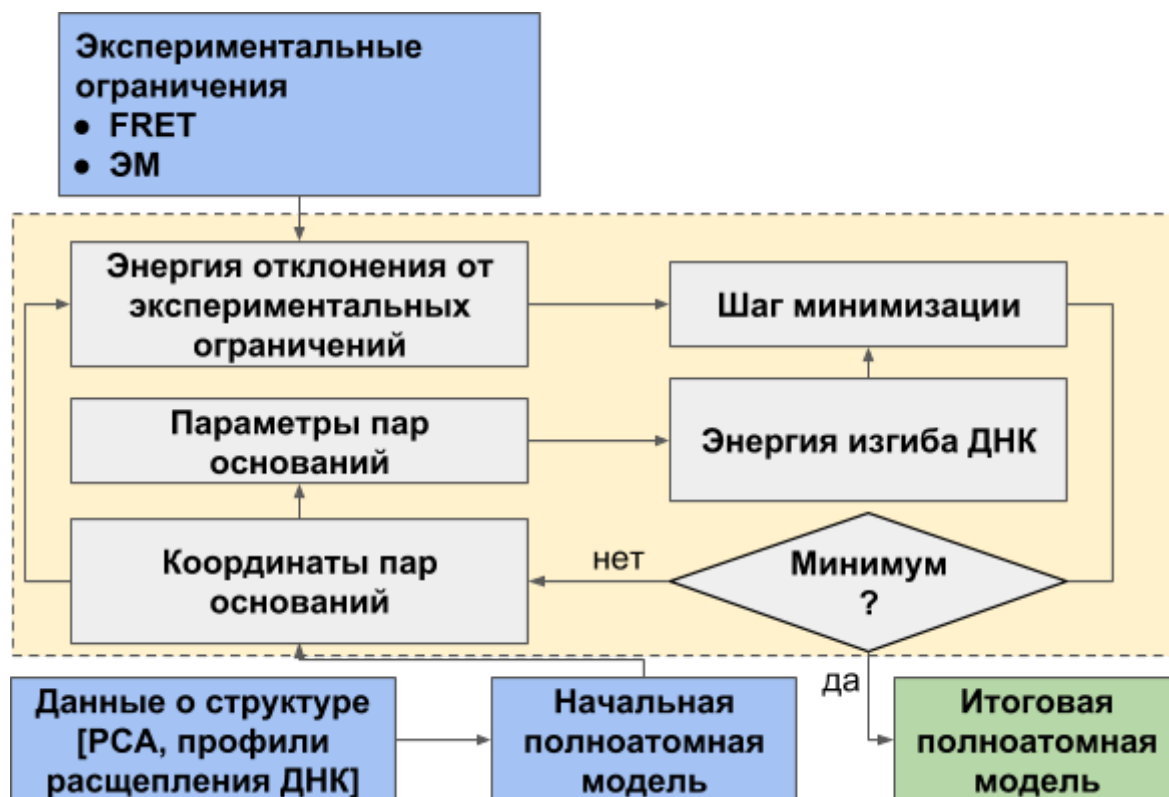 Экспериментальные
ограничения
● FRET
● ЭМ
Энергия отклонения от
экспериментальных
ограничений
Шаг минимизации
Параметры пар
оснований
Энергия изгиба ДНК
Координаты пар
оснований
нет
Минимум
?
да
Данные о структуре
[РСА, профили
расщепления ДНК]
Начальная
полноатомная
модель
Итоговая
полноатомная
модель